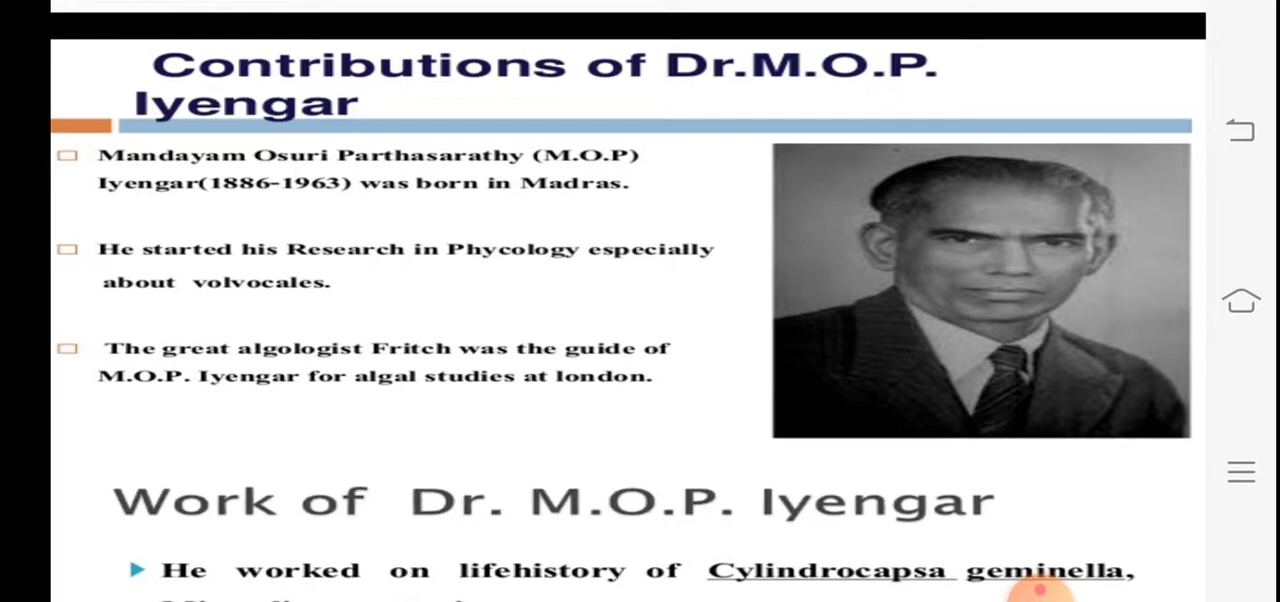 Contributions of Dr.M.O.P.
Iyengar
Mandayam Osuri Parthasarathy (M.O.P)
Iyengar(1886-1963) was born in Madras.
He started his Research in Phycology especially
about volvocales.
The great algologist Fritch was the guide of
M.O.P. Iyengar for algal studies at london.
Work of Dr. M.O.P. Iyengar
He worked on lifehistory of Cylindrocapsa geminella,